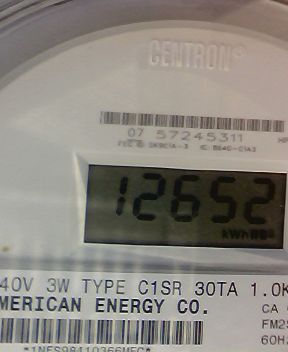 CENTRON®
07 57245311
12652
kWh
40V 3W TYPE C1SR 30TA 1.0K
MERICAN ENERGY CO.
CA
FM2S
60H